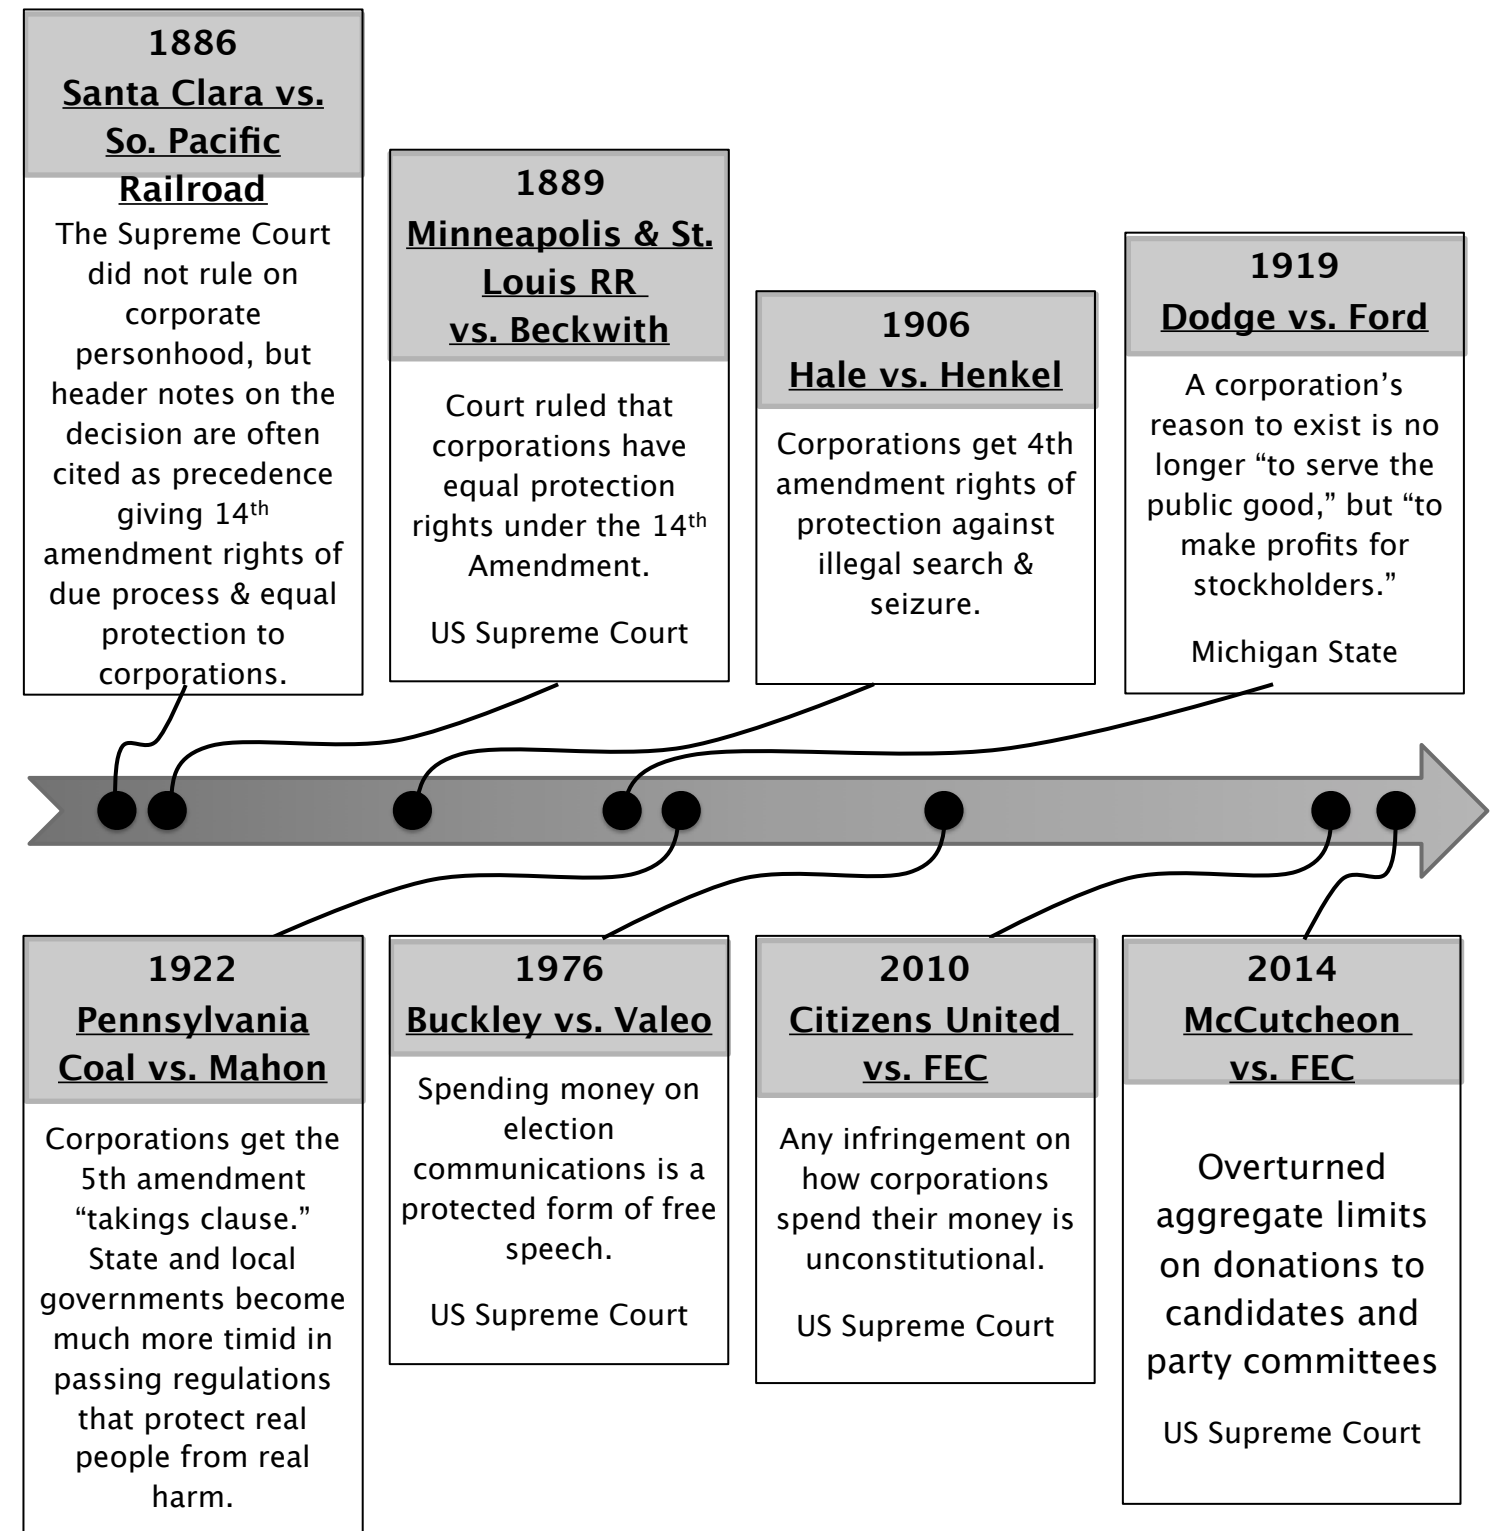 1886
Santa Clara vs.
So. Pacific
Railroad
The Supreme Court
did not rule on
corporate
personhood, but
header notes on the
decision are often
cited as precedence
giving 14th
amendment rights of
due process & equal
protection to
corporations.
1889
Minneapolis & St.
Louis RR
vs. Beckwith
Court ruled that
corporations have
equal protection
rights under the 14th
Amendment.
US Supreme Court
1906
Hale vs. Henkel
Corporations get 4th
amendment rights of
protection against
illegal search &
seizure.
1919
Dodge vs. Ford
A corporation’s
reason to exist is no
longer “to serve the
public good,” but “to
make profits for
stockholders.”
Michigan State
1922
Pennsylvania
Coal vs. Mahon
Corporations get the
5th amendment
“takings clause.”
State and local
governments become
much more timid in
passing regulations
that protect real
people from real
harm.
1976
Buckley vs. Valeo
Spending money on
election
communications is a
protected form of free
speech.
US Supreme Court
2010
Citizens United
vs. FEC
Any infringement on
how corporations
spend their money is
unconstitutional.
US Supreme Court
2014
McCutcheon
vs. FEC
Overturned
aggregate limits
on donations to
candidates and
party committees
US Supreme Court